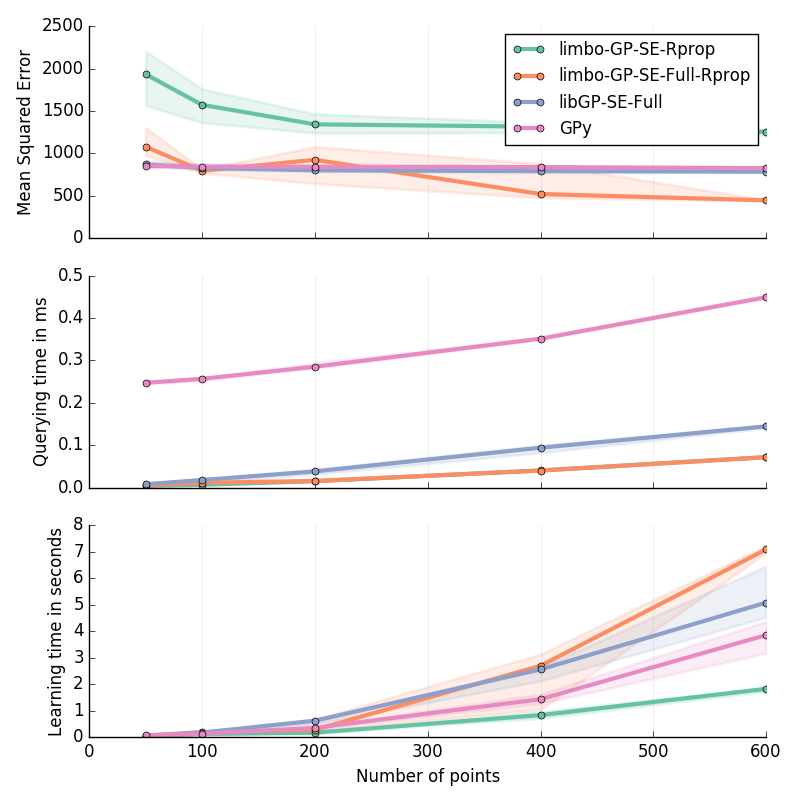 2500
2000
1500
1000
500
0
Mean Squared Error
limbo-GP-SE-Rprop
limbo-GP-SE-Full-Rprop
libGP-SE-Full
GPy
0.5
0.4
0.3
0.2
0.1
0.0
Querying time in ms
8
7
6
5
4
3
2
1
0
Learning time in seconds
0 100 200 300 400 500 600
Number of points